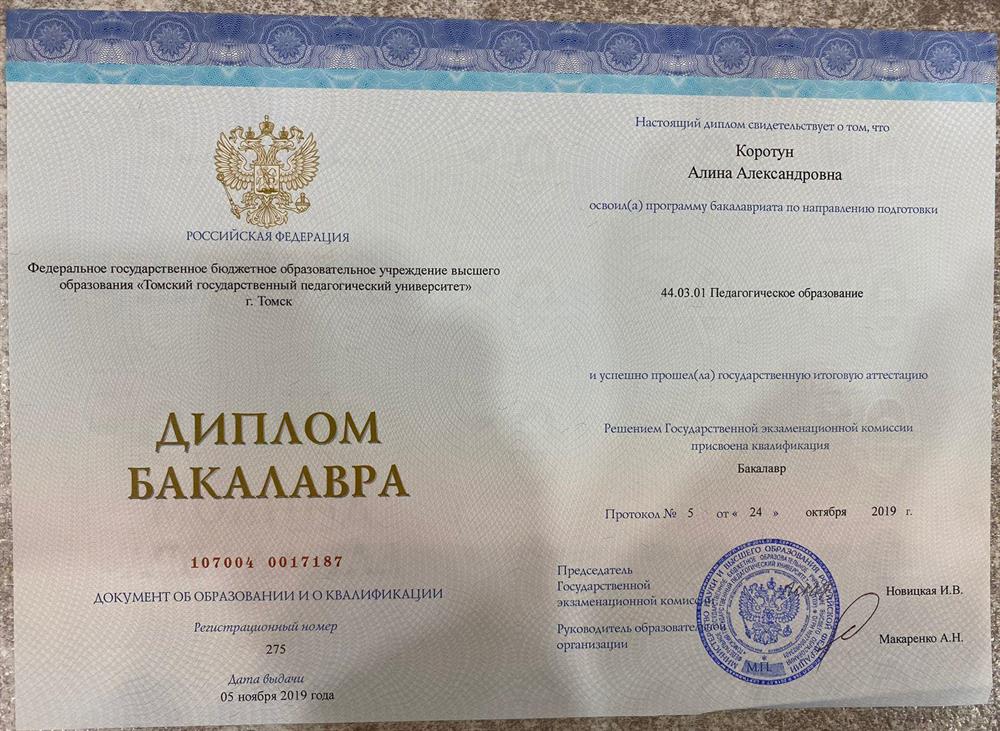 РОССИЙСКАЯ ФЕДЕРАЦИЯ
Федеральное государственное бюджетное образовательное учреждение высшего
образования «Томский государственный педагогический университет»
г. Томск
ДИПЛОМ
БАКАЛАВРА
107004 0017187
ДОКУМЕНТ ОБ ОБРАЗОВАНИИ И О КВАЛИФИКАЦИИ
Регистрационный номер
275
Дата выдачи
05 ноября 2019 года
Настоящий диплом свидетельствует о том, что
Коротун
Алина Александровна
освоил(а) программу бакалавриата по направлению подготовки
44.03.01 Педагогическое образование
и успешно прошел(ла) государственную итоговую аттестацию
Решением Государственной экзаменационной комиссии
присвоена квалификация
Бакалавр
Протокол № 5 от « 24 » октября 2019 г.
Председатель
Государственной
экзаменационной комиссии
Новицкая И.В.
Руководитель образовательной
организации
Макаренко А.Н.
М.П.